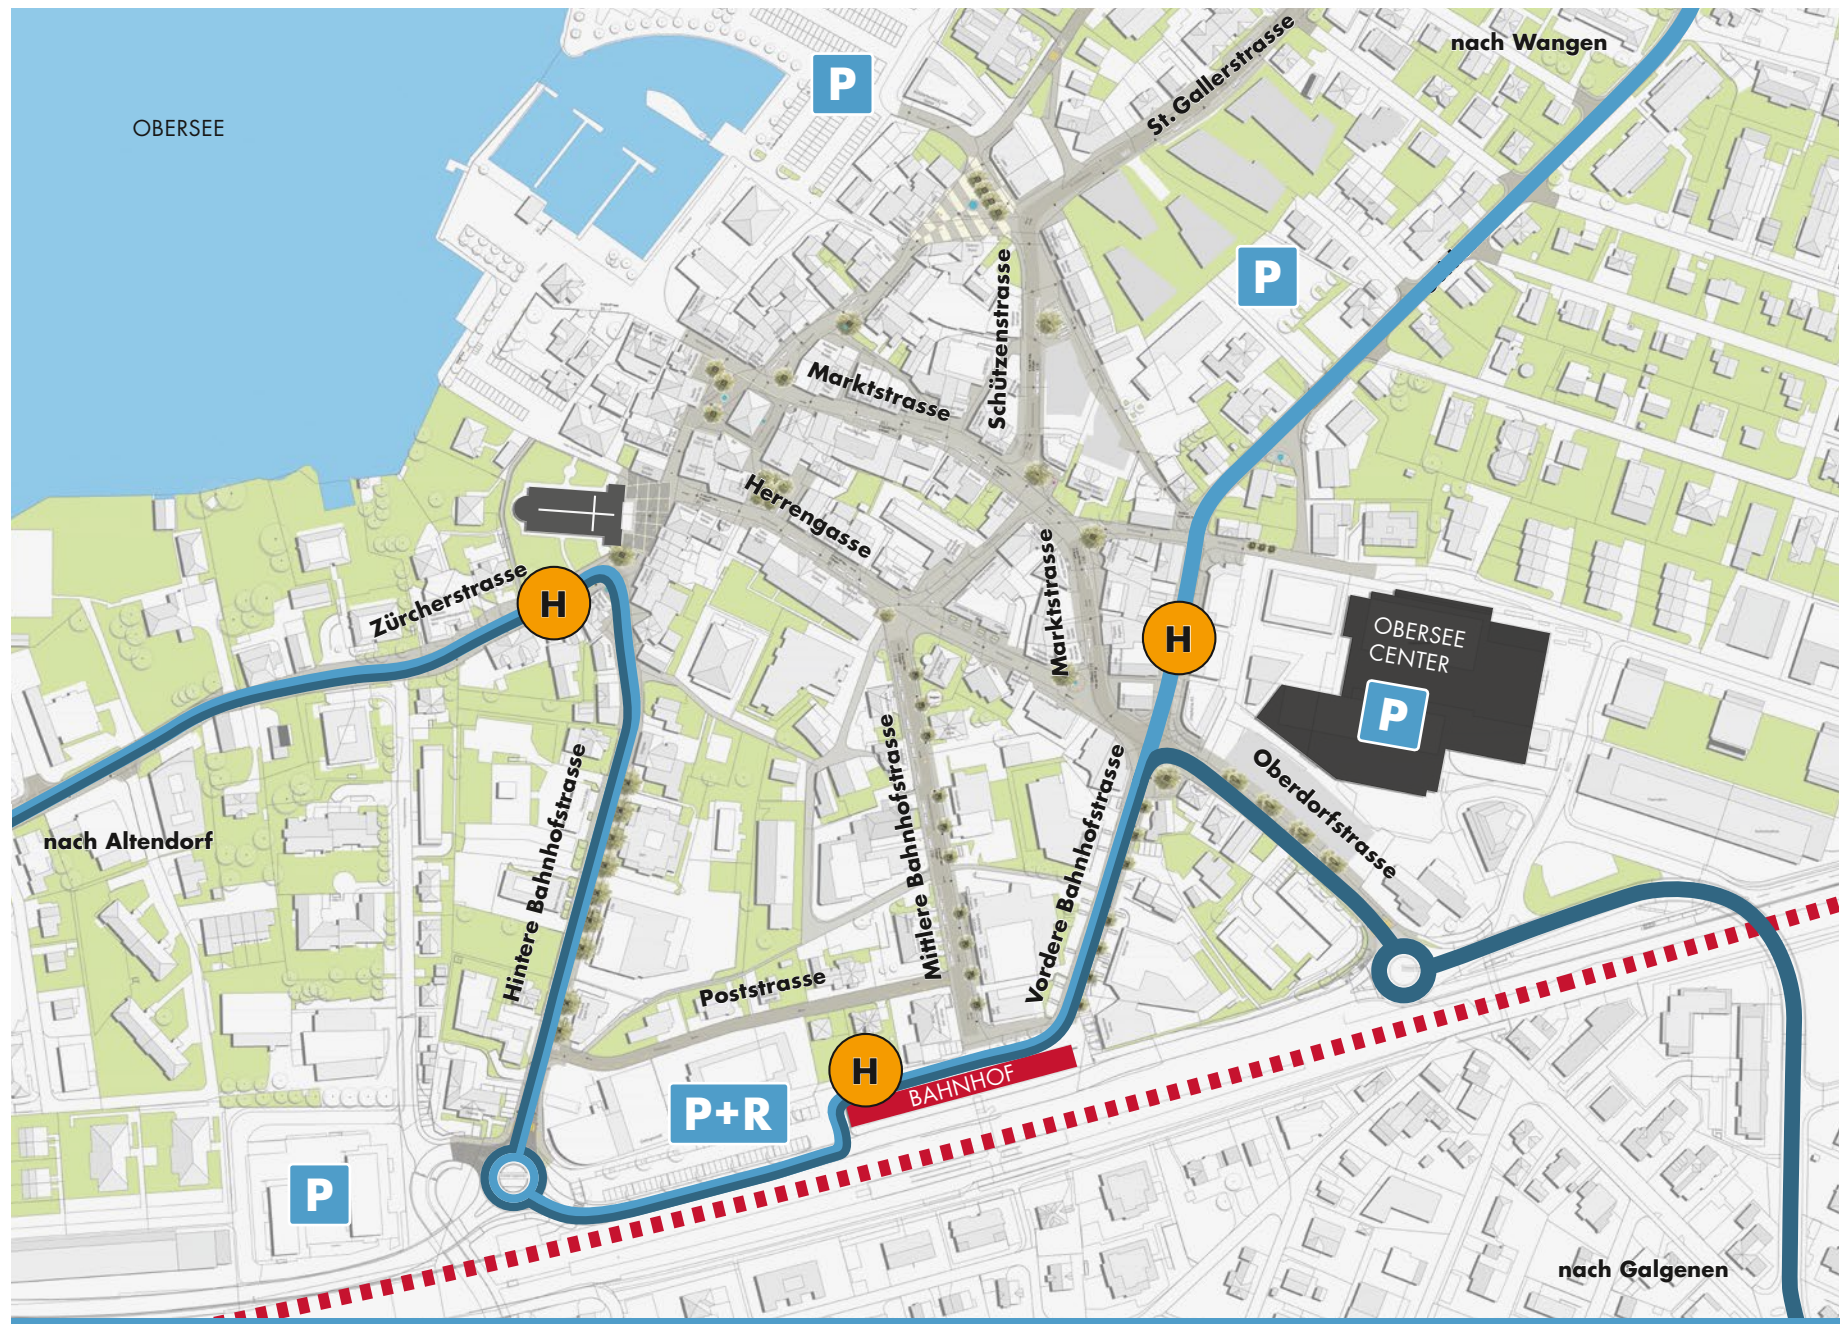 nach Wangen
St. Gallerstrasse
P
OBERSEE
P
Schützenstrasse
Marktstrasse
Herrengasse
Marktstrasse
Zürcherstrasse
H
H
OBERSEE
CENTER
P
Hintere Bahnhofstrasse
Mittlere Bahnhofstrasse
Vordere Bahnhofstrasse
Oberdorfstrasse
nach Altendorf
Poststrasse
H
BAHNHOF
P+R
P
nach Galgenen